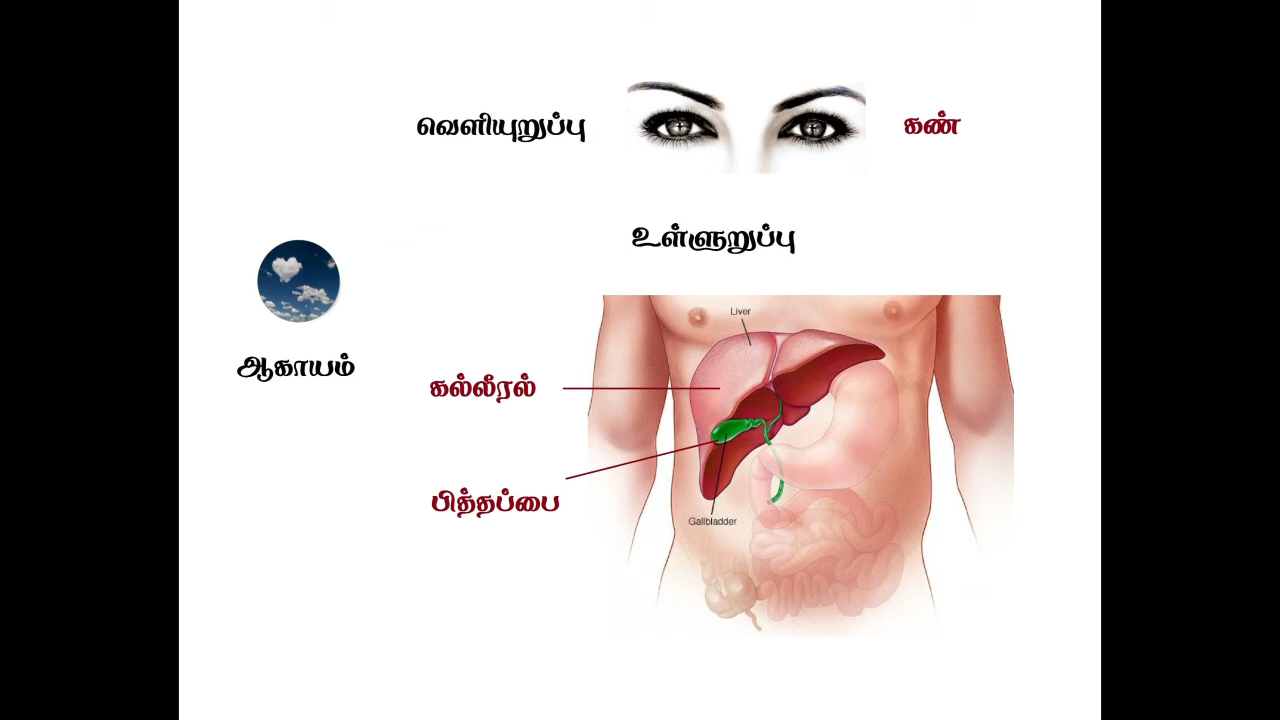 வெளியுறுப்பு
கண்
உள்ளுறுப்பு
ஆகாயம்
Liver
கல்லீரல்
பித்தப்பை
Gallbladder